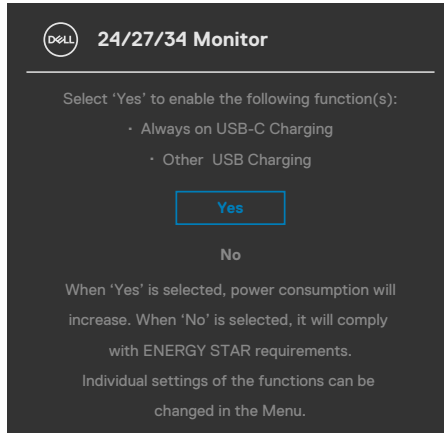 DELL 24/27/34 Monitor
Select ‘Yes’ to enable the following function(s):
· Always on USB-C Charging
· Other USB Charging
Yes
No
When ‘Yes’ is selected, power consumption will
increase. When ‘No’ is selected, it will comply
with ENERGY STAR requirements.
Individual settings of the functions can be
changed in the Menu.